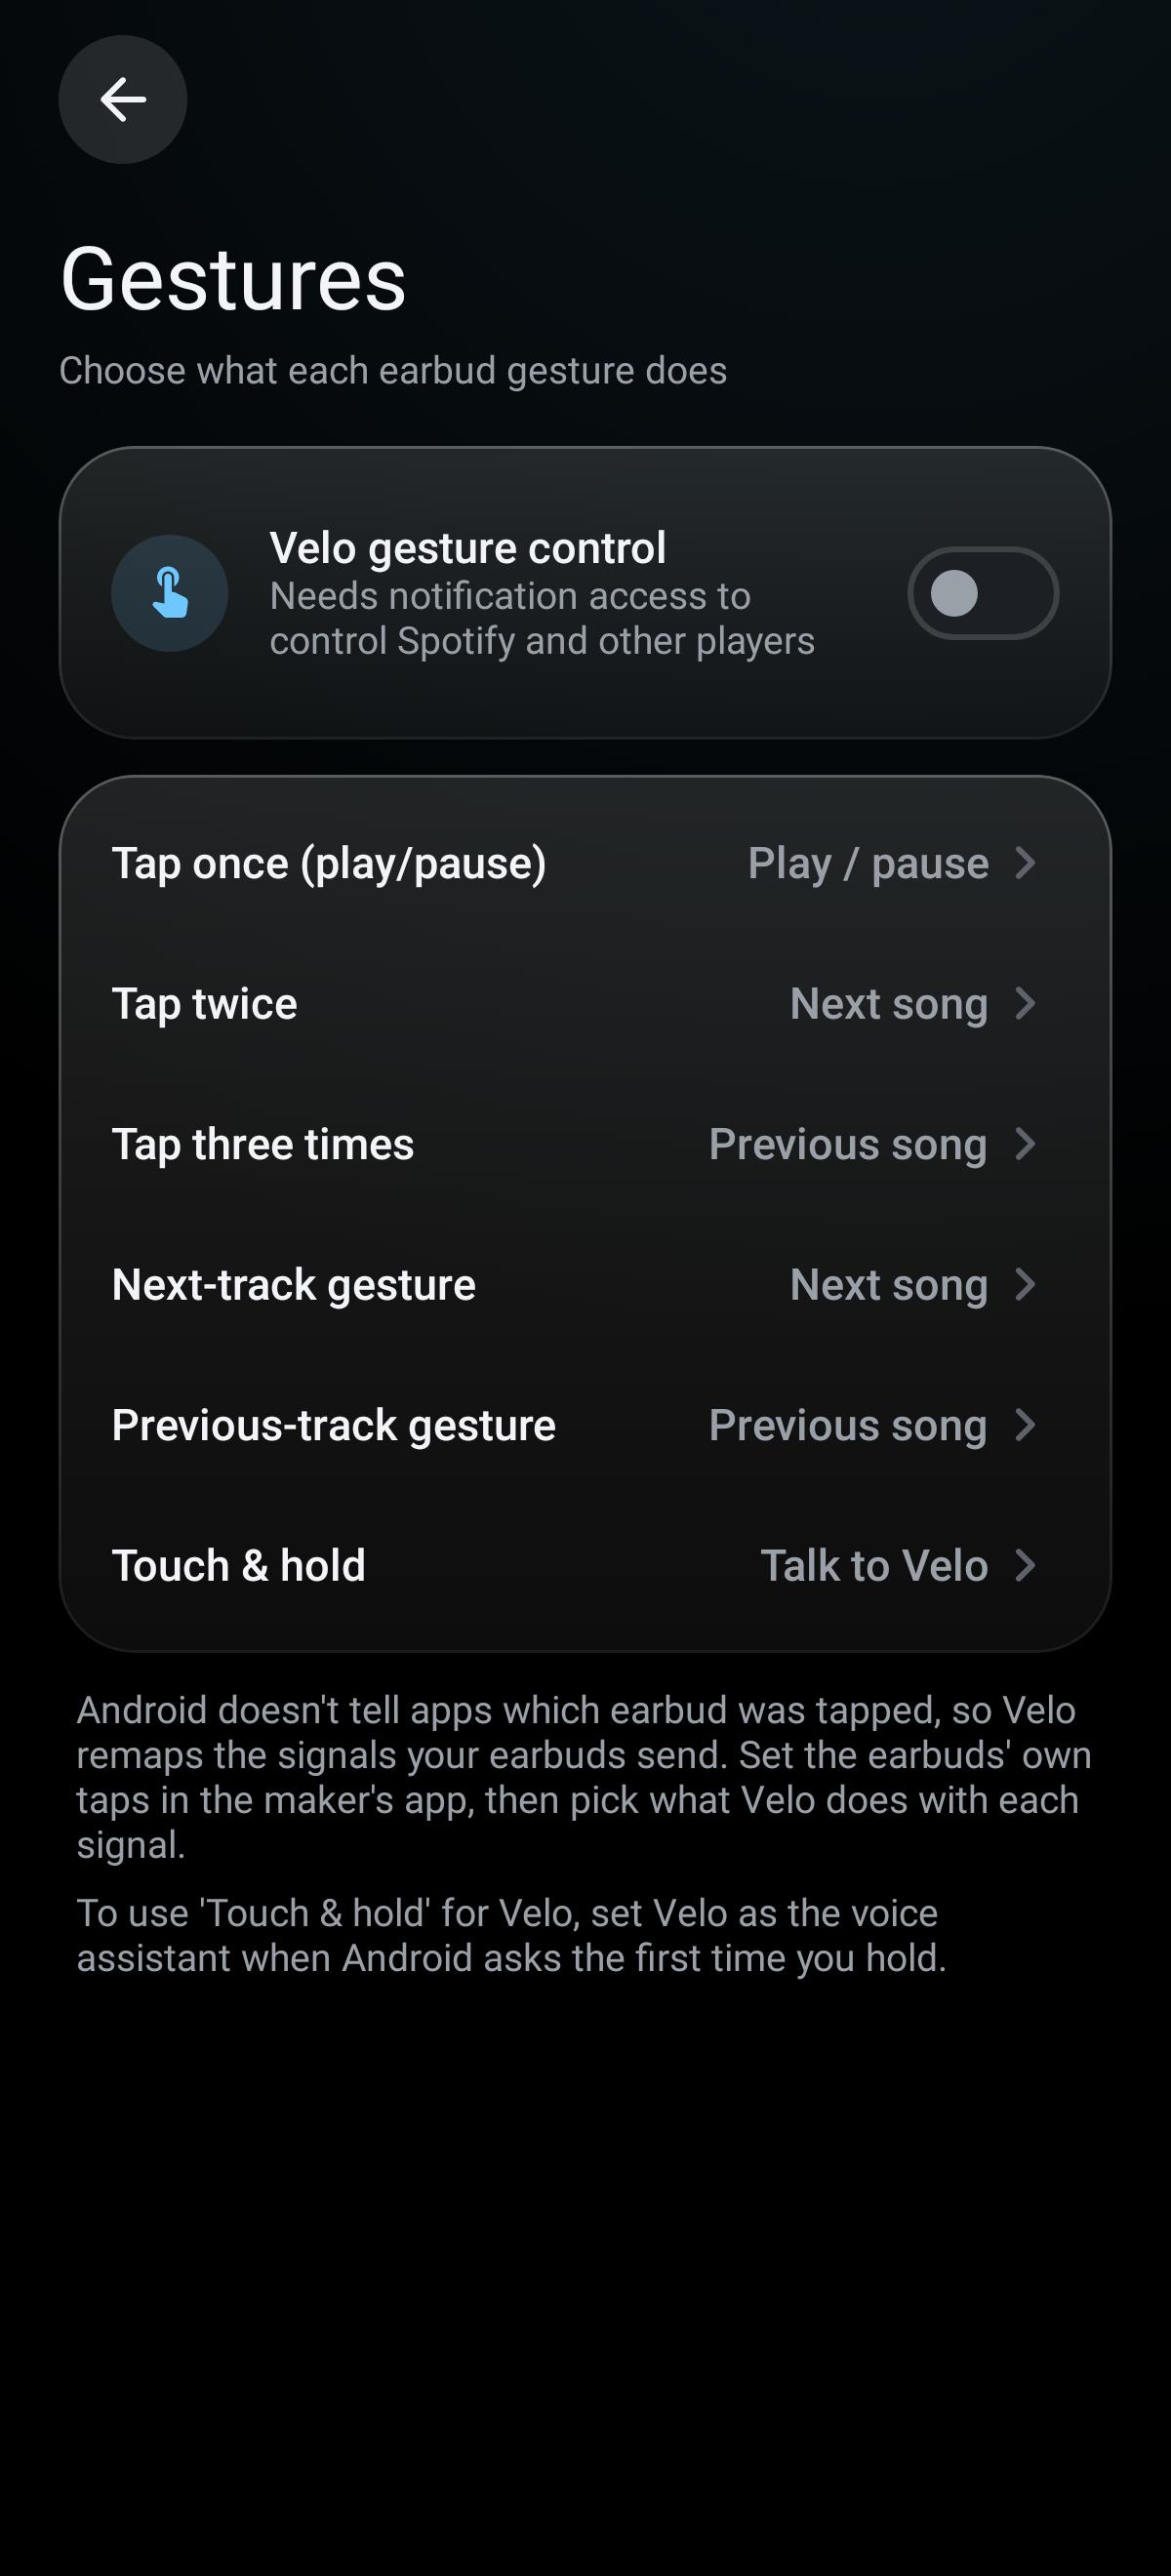 Gestures
Choose what each earbud gesture does
Velo gesture control
Needs notification access to
control Spotify and other players
Tap once (play/pause) Play / pause
Tap twice Next song
Tap three times Previous song
Next-track gesture Next song
Previous-track gesture Previous song
Touch & hold Talk to Velo
Android doesn't tell apps which earbud was tapped, so Velo
remaps the signals your earbuds send. Set the earbuds' own
taps in the maker's app, then pick what Velo does with each
signal.
To use 'Touch & hold' for Velo, set Velo as the voice
assistant when Android asks the first time you hold.